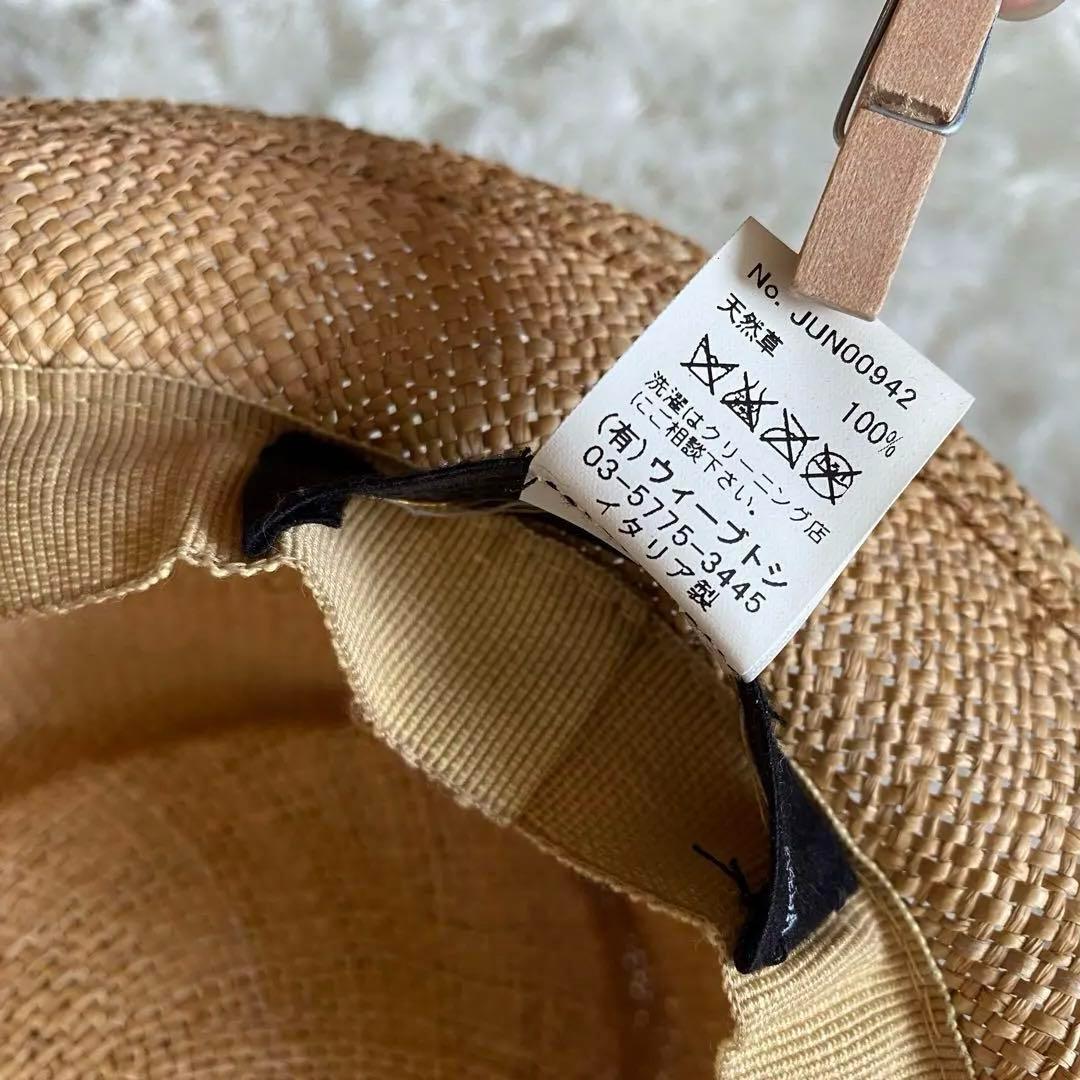 No. JUN00942
天然草 100%
洗濯はクリーニング店
にご相談下さい。
(有)ウイーブトシ
03-5775-3445
イタリア製